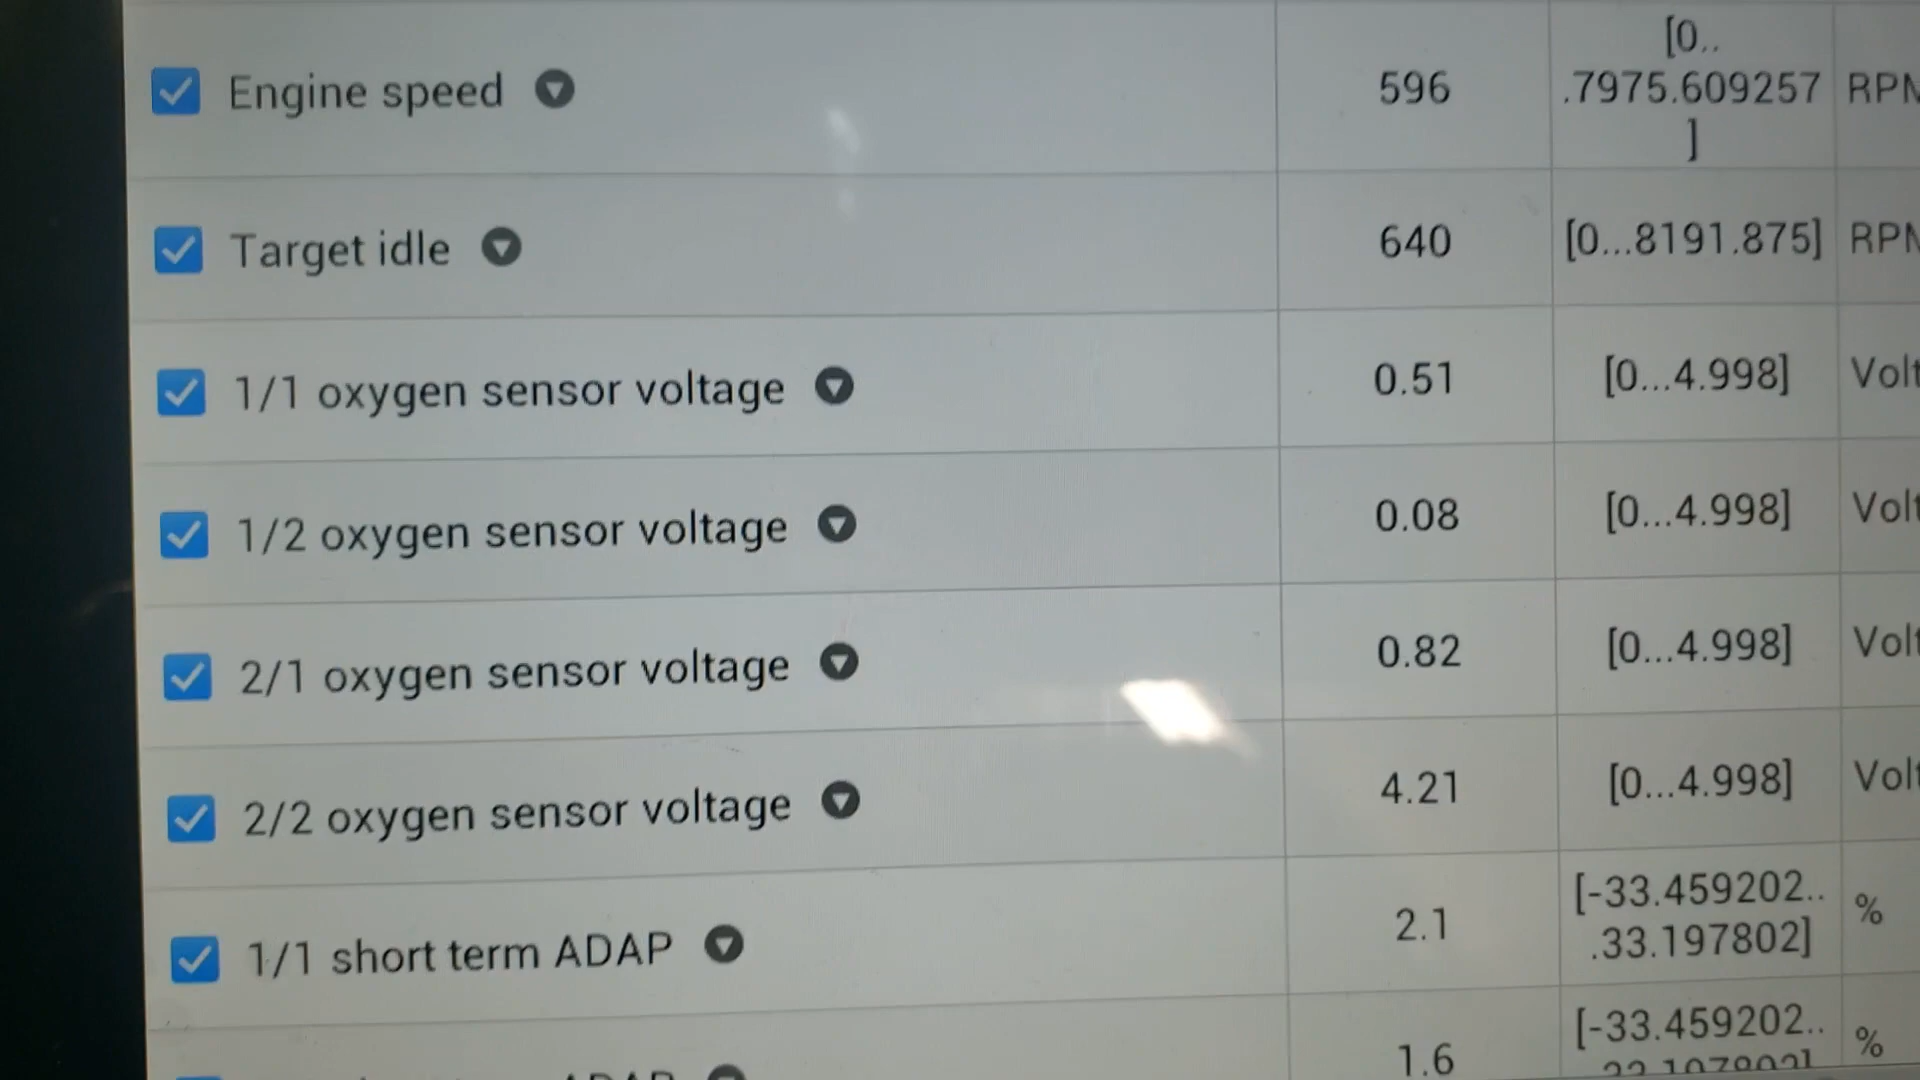 Engine speed 596 [0.. .7975.609257 ] RPM
Target idle 640 [0...8191.875] RPM
1/1 oxygen sensor voltage 0.51 [0...4.998] Volt
1/2 oxygen sensor voltage 0.08 [0...4.998] Volt
2/1 oxygen sensor voltage 0.82 [0...4.998] Volt
2/2 oxygen sensor voltage 4.21 [0...4.998] Volt
1/1 short term ADAP 2.1 [-33.459202.. .33.197802] %
1.6 [-33.459202.. %